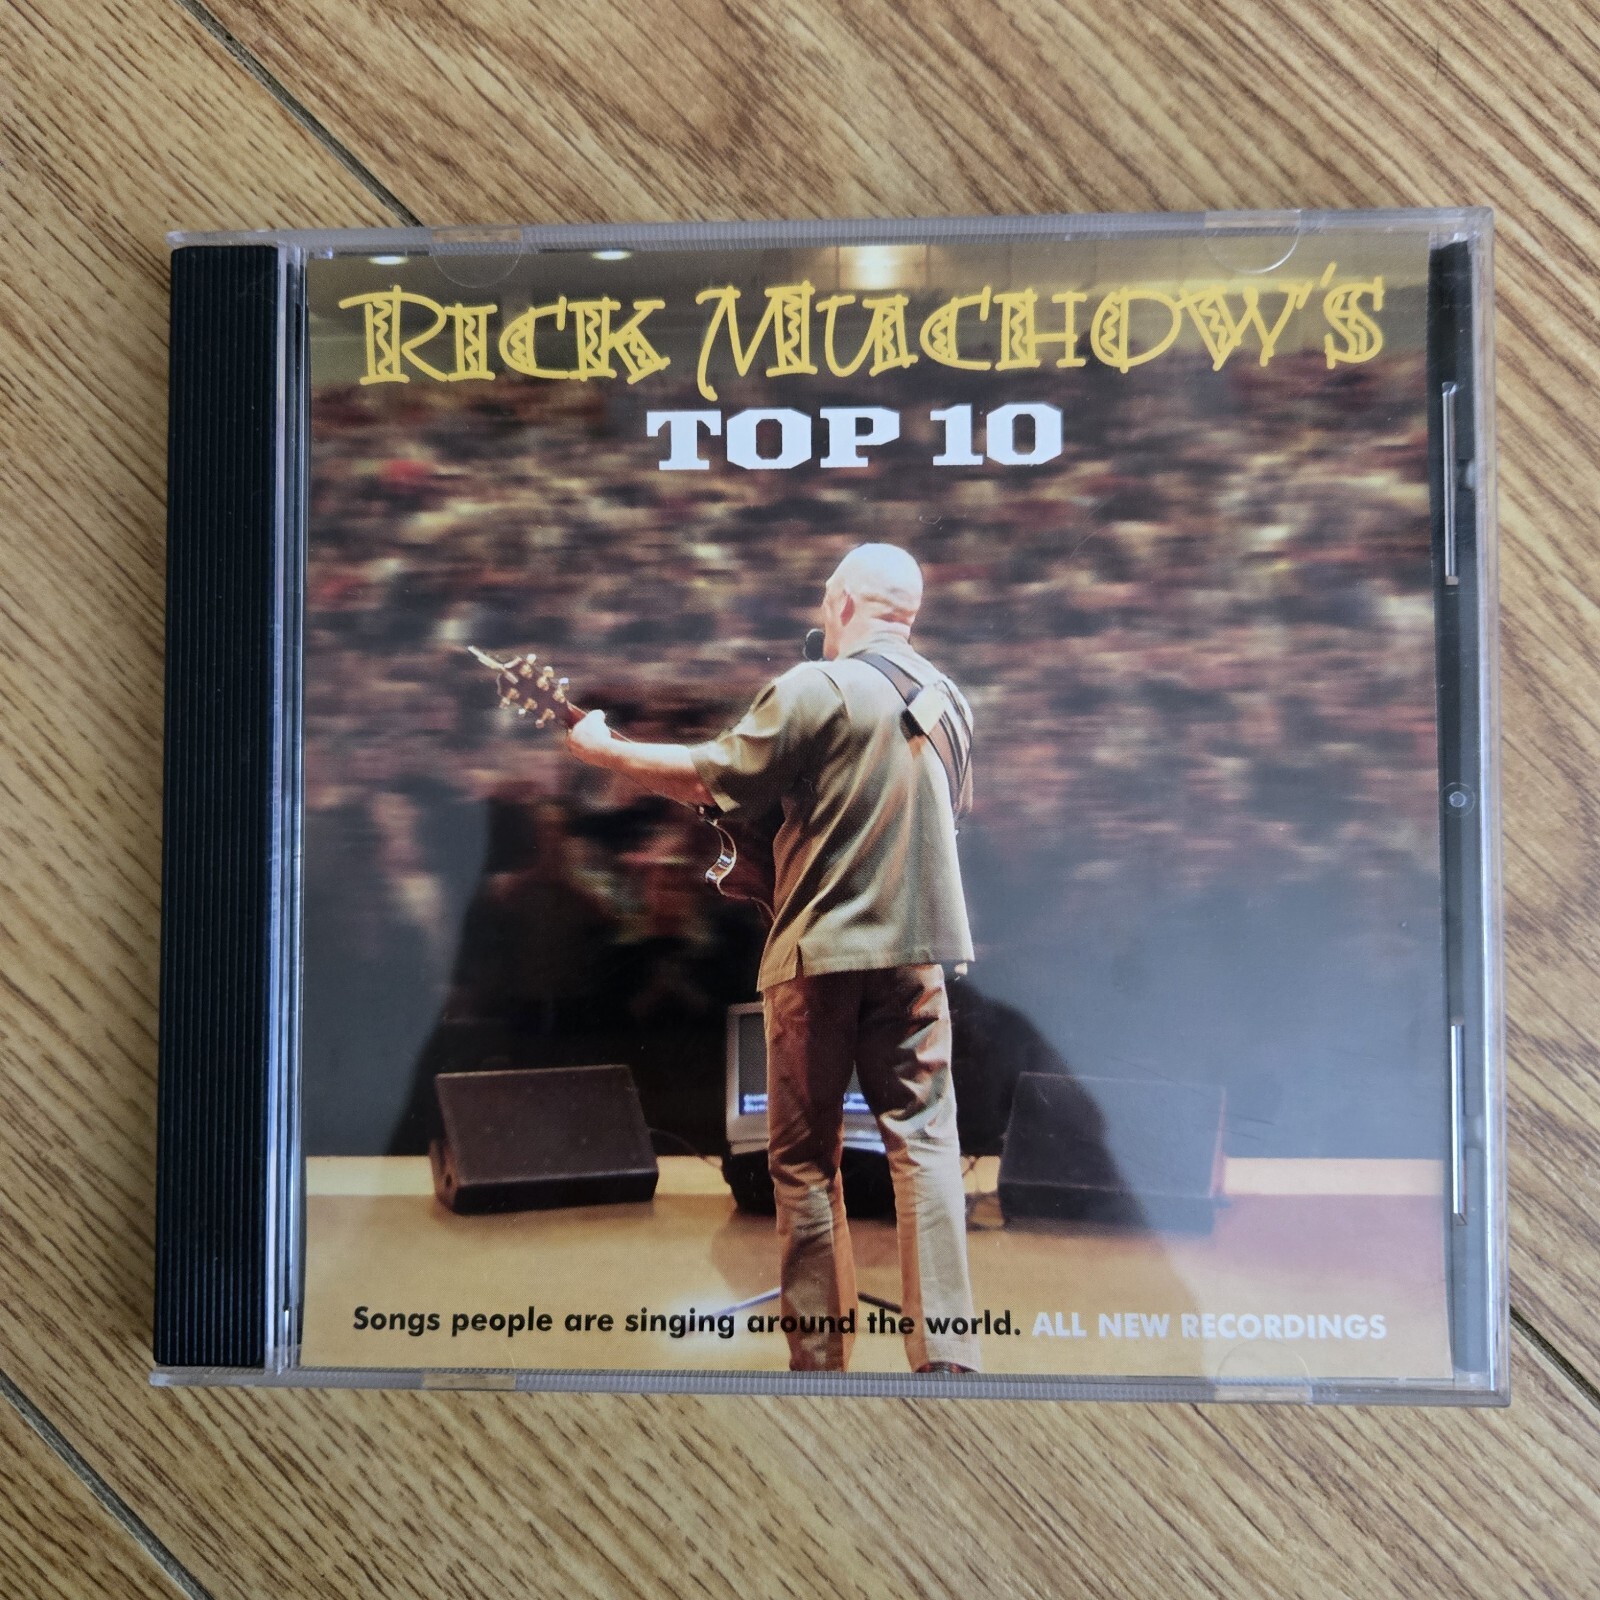 RICK MUCHOW'S
TOP 10
Songs people are singing around the world. ALL NEW RECORDINGS